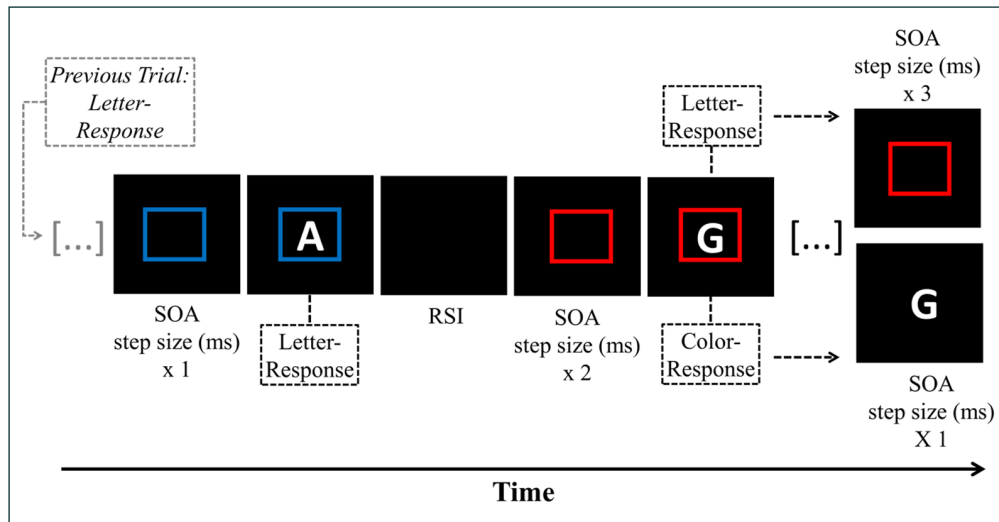 Previous Trial:
Letter-
Response
[...]
SOA
step size (ms)
x 1
A
Letter-
Response
RSI
SOA
step size (ms)
x 2
Letter-
Response
G
Color-
Response
[...]
SOA
step size (ms)
x 3
G
SOA
step size (ms)
X 1
Time